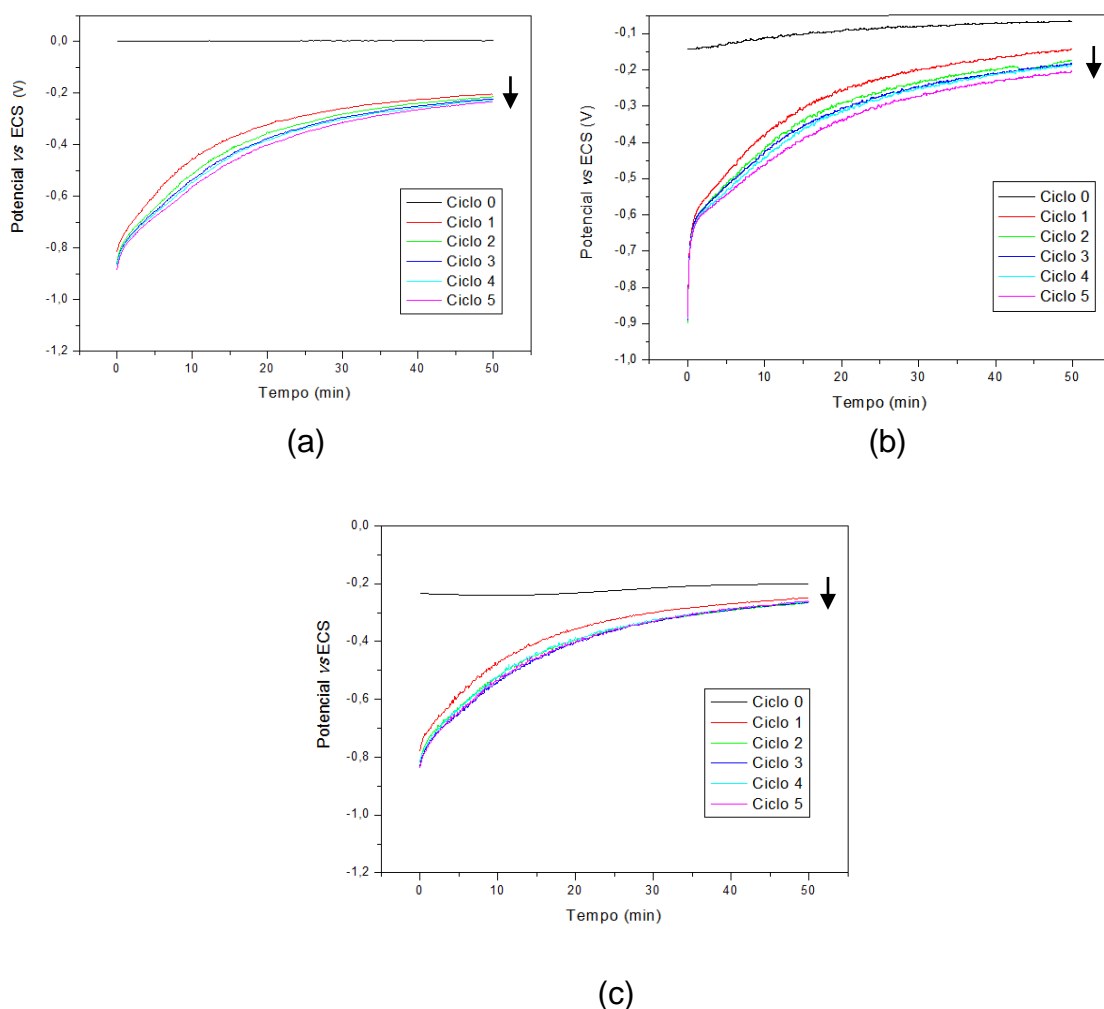 0,0
-0,2
-0,4
-0,6
-0,8
-1,0
-1,2
Potencial vs ECS (V)
Ciclo 0
Ciclo 1
Ciclo 2
Ciclo 3
Ciclo 4
Ciclo 5
0 10 20 30 40 50
Tempo (min)
(a)
-0,1
-0,2
-0,3
-0,4
-0,5
-0,6
-0,7
-0,8
-0,9
-1,0
Potencial vs ECS (V)
Ciclo 0
Ciclo 1
Ciclo 2
Ciclo 3
Ciclo 4
Ciclo 5
0 10 20 30 40 50
Tempo (min)
(b)
0,0
-0,2
-0,4
-0,6
-0,8
-1,0
-1,2
Potencial vs ECS
Ciclo 0
Ciclo 1
Ciclo 2
Ciclo 3
Ciclo 4
Ciclo 5
0 10 20 30 40 50
Tempo (min)
(c)